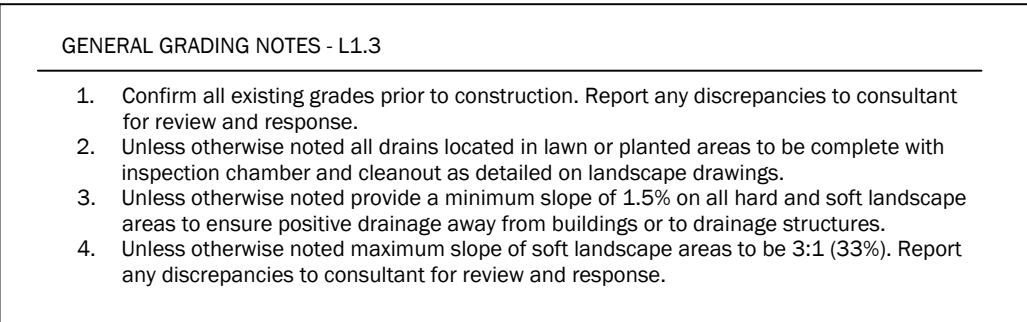 GENERAL GRADING NOTES - L1.3
1. Confirm all existing grades prior to construction. Report any discrepancies to consultant
for review and response.
2. Unless otherwise noted all drains located in lawn or planted areas to be complete with
inspection chamber and cleanout as detailed on landscape drawings.
3. Unless otherwise noted provide a minimum slope of 1.5% on all hard and soft landscape
areas to ensure positive drainage away from buildings or to drainage structures.
4. Unless otherwise noted maximum slope of soft landscape areas to be 3:1 (33%). Report
any discrepancies to consultant for review and response.